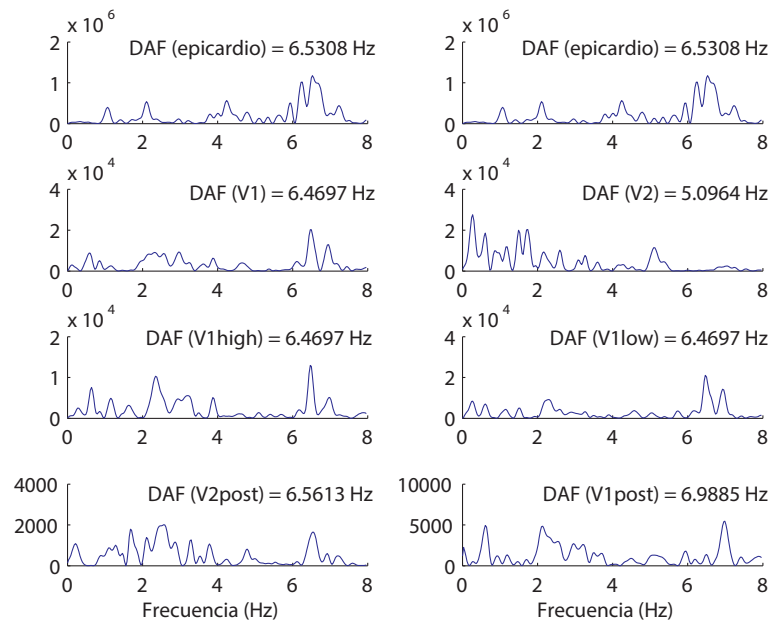 x 10 6
DAF (epicardio) = 6.5308 Hz
2
1
0
0 2 4 6 8
x 10 6
DAF (epicardio) = 6.5308 Hz
2
1
0
0 2 4 6 8
x 10 4
DAF (V1) = 6.4697 Hz
4
2
0
0 2 4 6 8
x 10 4
DAF (V2) = 5.0964 Hz
4
2
0
0 2 4 6 8
x 10 4
DAF (V1high) = 6.4697 Hz
2
1
0
0 2 4 6 8
x 10 4
DAF (V1low) = 6.4697 Hz
4
2
0
0 2 4 6 8
4000
DAF (V2post) = 6.5613 Hz
2000
0
0 2 4 6 8
Frecuencia (Hz)
10000
DAF (V1post) = 6.9885 Hz
5000
0
0 2 4 6 8
Frecuencia (Hz)